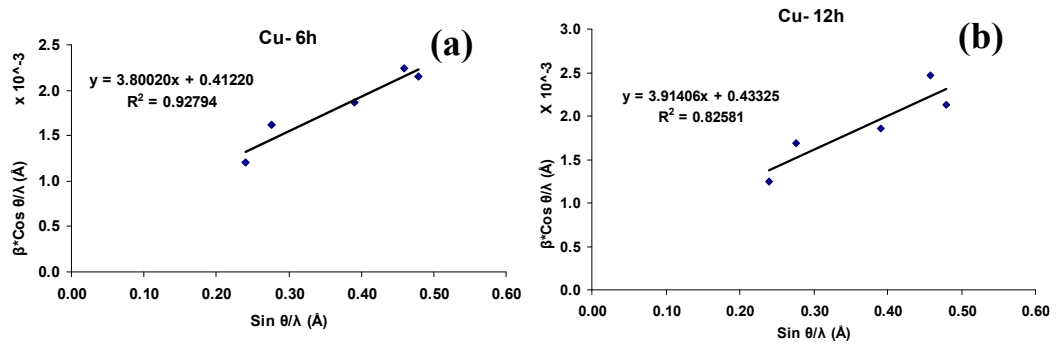 Cu- 6h
(a)
x 10^-3
2.5
2.0
1.5
1.0
0.5
0.0
y = 3.80020x + 0.41220
R² = 0.92794
β*Cos θ/λ (Å)
0.00 0.20 0.30 0.40 0.50 0.60
Sin θ/λ (Å)
Cu- 12h
(b)
X 10^-3
3.0
2.5
2.0
1.5
1.0
0.5
0.0
y = 3.91406x + 0.43325
R² = 0.82581
β*Cos θ/λ (Å)
0.00 0.20 0.30 0.40 0.50 0.60
Sin θ/λ (Å)